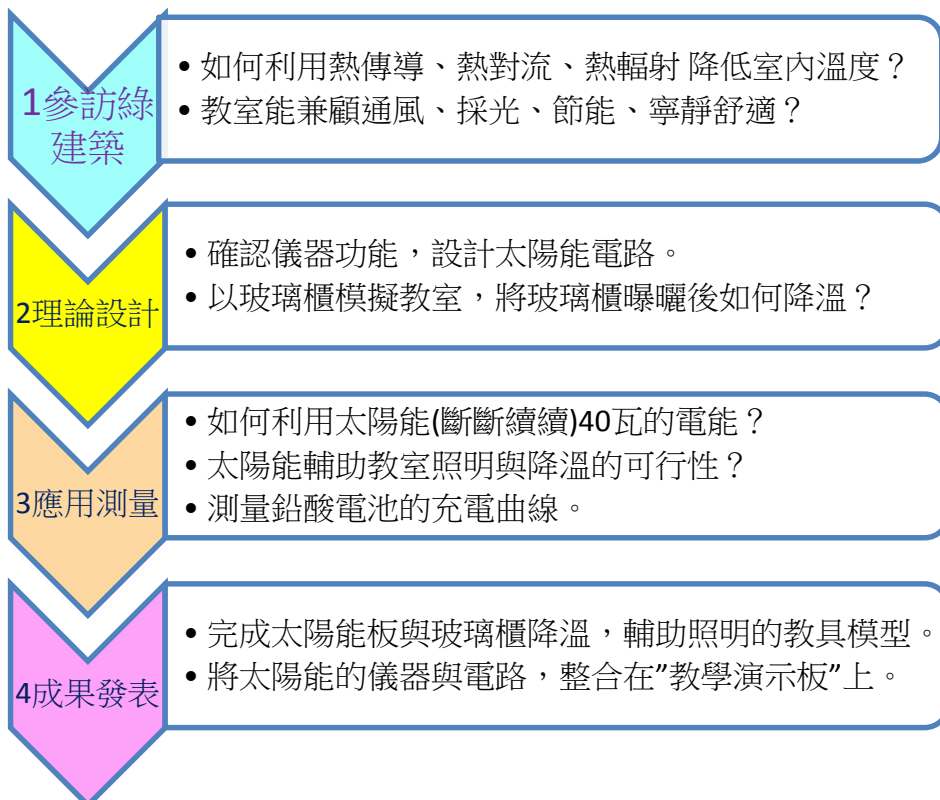 1參訪綠
建築
• 如何利用熱傳導、熱對流、熱輻射 降低室內溫度？
• 教室能兼顧通風、採光、節能、寧靜舒適？
2理論設計
• 確認儀器功能，設計太陽能電路。
• 以玻璃櫃模擬教室，將玻璃櫃曝曬後如何降溫？
3應用測量
• 如何利用太陽能(斷斷續續)40瓦的電能？
• 太陽能輔助教室照明與降溫的可行性？
• 測量鉛酸電池的充電曲線。
4成果發表
• 完成太陽能板與玻璃櫃降溫，輔助照明的教具模型。
• 將太陽能的儀器與電路，整合在”教學演示板”上。